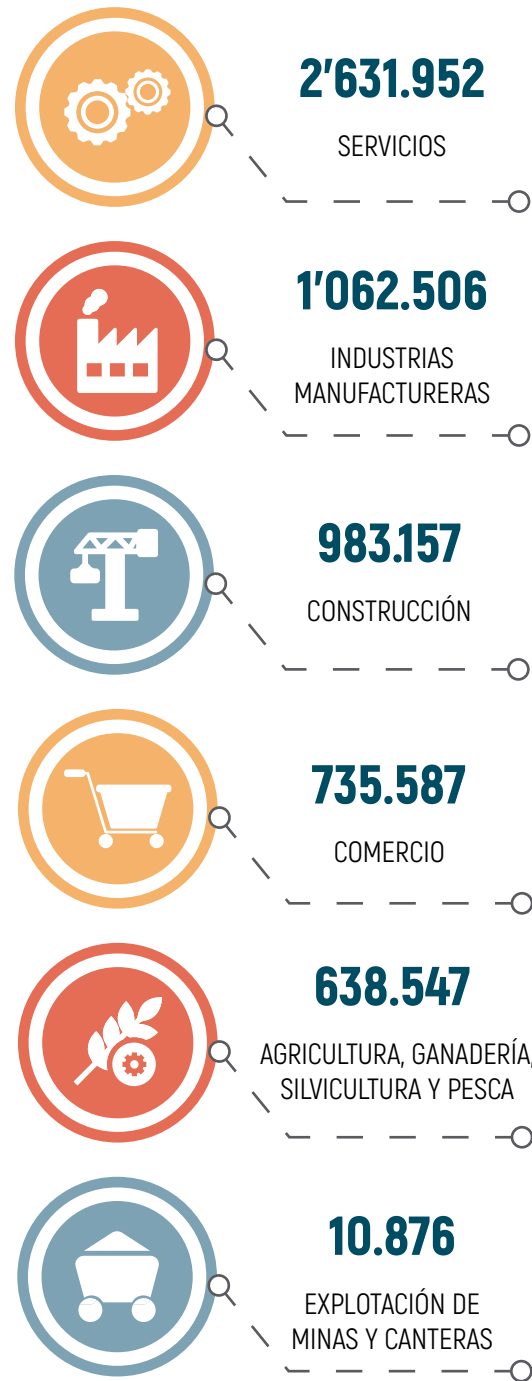 2’631.952
SERVICIOS
1’062.506
INDUSTRIAS
MANUFACTURERAS
983.157
CONSTRUCCIÓN
735.587
COMERCIO
638.547
AGRICULTURA, GANADERÍA,
SILVICULTURA Y PESCA
10.876
EXPLOTACIÓN DE
MINAS Y CANTERAS